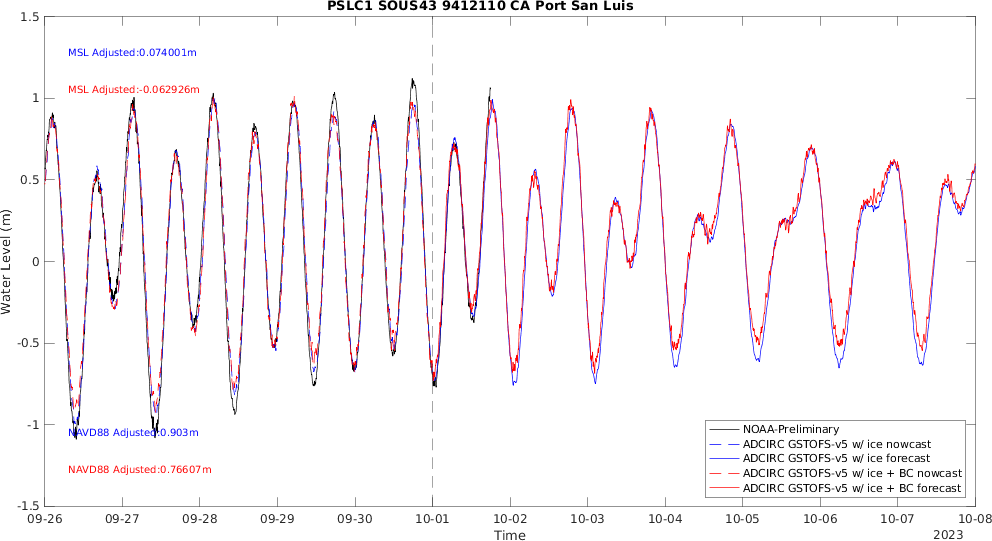 PSLC1 SOUS43 9412110 CA Port San Luis
1.5
1
0.5
0
-0.5
-1
-1.5
Water Level (m)
MSL Adjusted:0.074001m
MSL Adjusted:-0.062926m
NAVD88 Adjusted:0.903m
NAVD88 Adjusted:0.76607m
NOAA-Preliminary
ADCIRC GSTOFS-v5 w/ ice nowcast
ADCIRC GSTOFS-v5 w/ ice forecast
ADCIRC GSTOFS-v5 w/ ice + BC nowcast
ADCIRC GSTOFS-v5 w/ ice + BC forecast
09-26 09-27 09-28 09-29 09-30 10-01 10-02 10-03 10-04 10-05 10-06 10-07 10-08
Time
2023